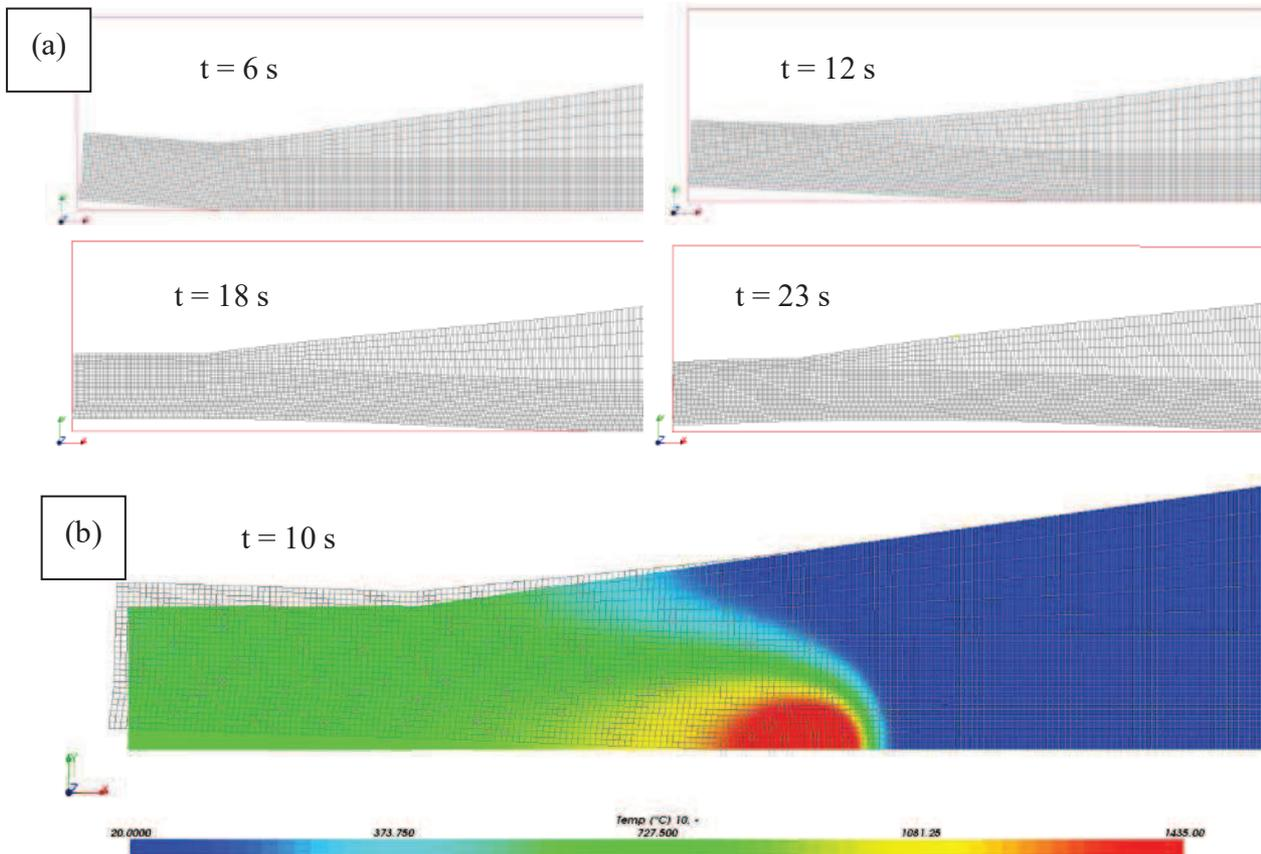 (a)
t = 6 s
t = 12 s
t = 18 s
t = 23 s
(b)
t = 10 s
Temp (°C) 10, -
20.0000 373.750 727.500 1081.25 1435.00